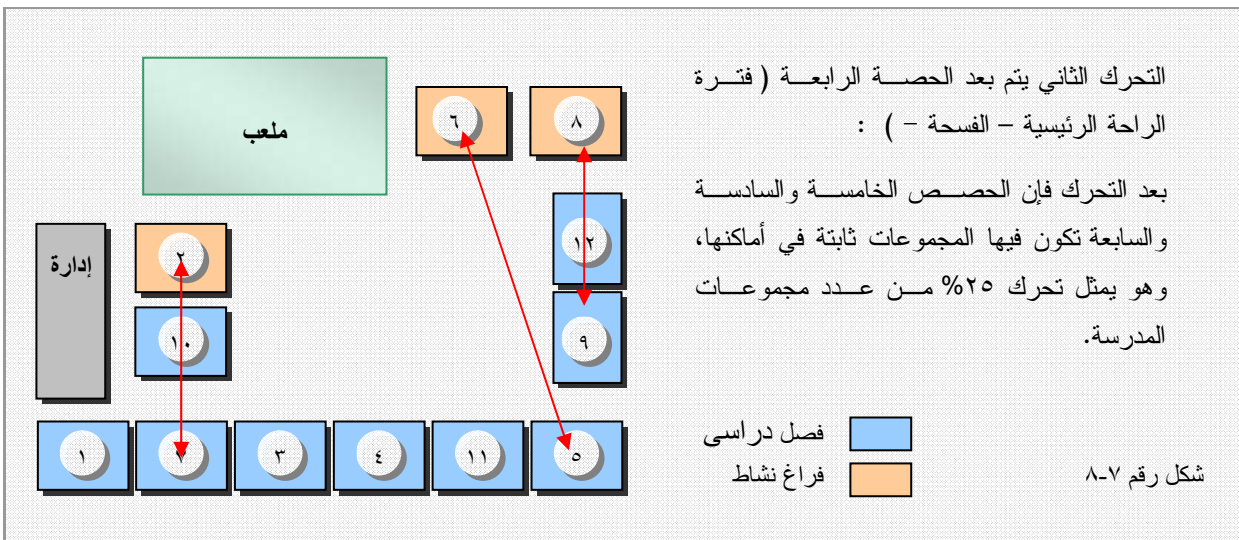 التحرك الثاني يتم بعد الحصة الرابعة ( فترة
الراحة الرئيسية – الفسحة - ) :
بعد التحرك فإن الحصص الخامسة والسادسة
والسابعة تكون فيها المجموعات ثابتة في أماكنها،
وهو يمثل تحرك ٢٥% من عدد مجموعات
المدرسة.
ملعب
٦
٨
١٢
إدارة
٢
١٠
٩
١
٧
٣
٤
١١
٥
فصل دراسى
فراغ نشاط
شكل رقم ٧-٨